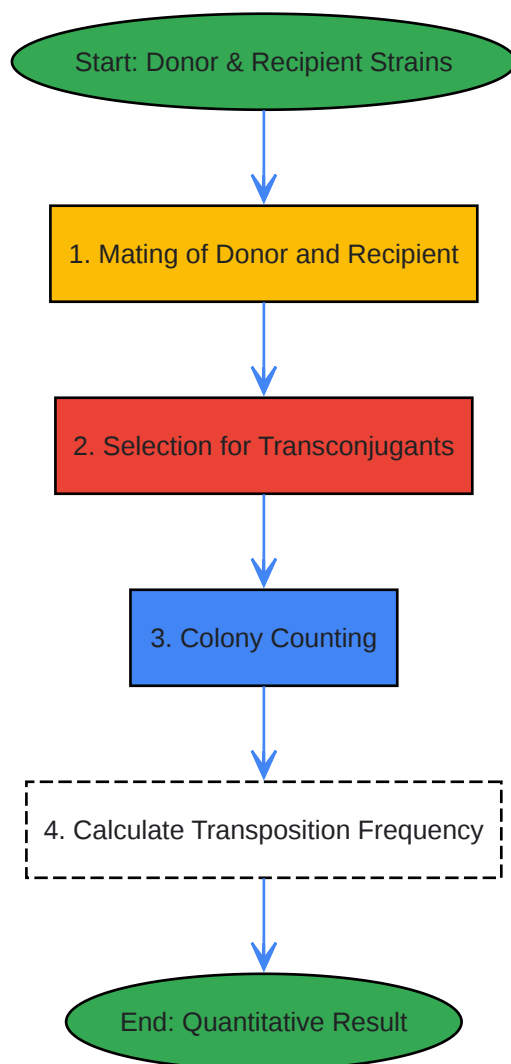 Start: Donor & Recipient Strains
1. Mating of Donor and Recipient
2. Selection for Transconjugants
3. Colony Counting
4. Calculate Transposition Frequency
End: Quantitative Result